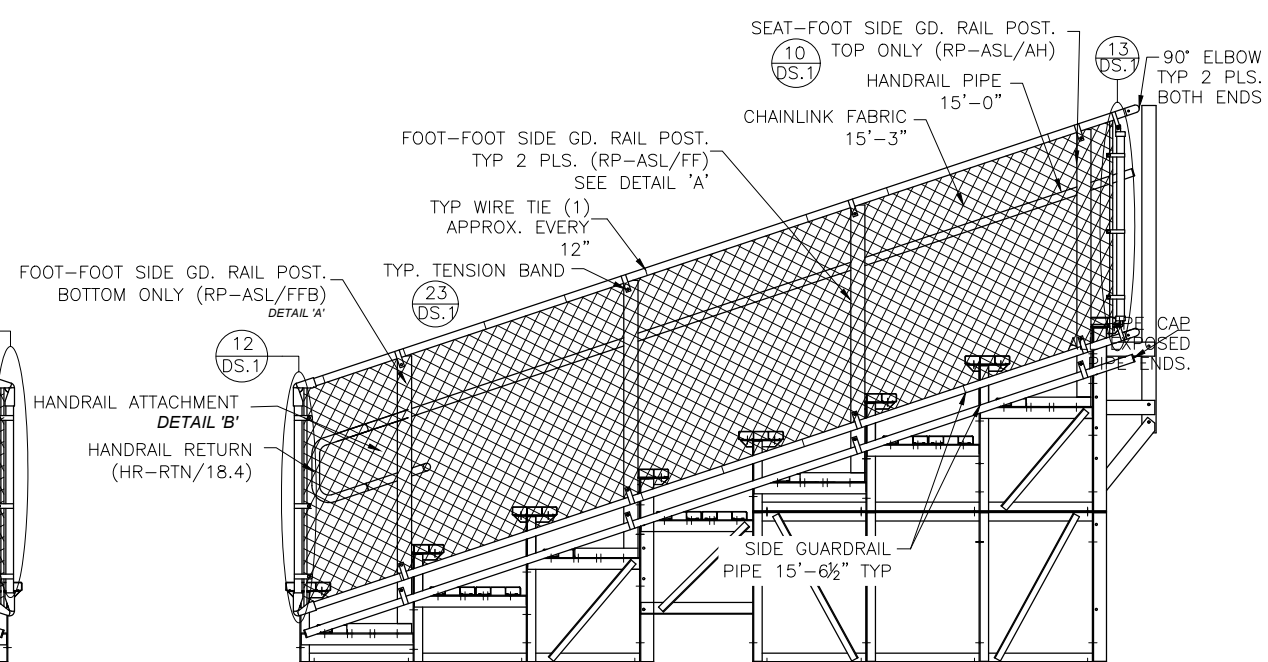 SEAT-FOOT SIDE GD. RAIL POST.
TOP ONLY (RP-ASL/AH)
10
DS.1
13
DS.1
90° ELBOW
TYP 2 PLS.
BOTH ENDS
HANDRAIL PIPE
15'-0"
CHAINLINK FABRIC
15'-3"
FOOT-FOOT SIDE GD. RAIL POST.
TYP 2 PLS. (RP-ASL/FF)
SEE DETAIL 'A'
TYP WIRE TIE (1)
APPROX. EVERY
12"
TYP. TENSION BAND
23
DS.1
FOOT-FOOT SIDE GD. RAIL POST.
BOTTOM ONLY (RP-ASL/FFB)
DETAIL 'A'
12
DS.1
HANDRAIL ATTACHMENT
DETAIL 'B'
HANDRAIL RETURN
(HR-RTN/18.4)
CAP
EXPOSED
PIPE ENDS.
SIDE GUARDRAIL
PIPE 15'-6½" TYP